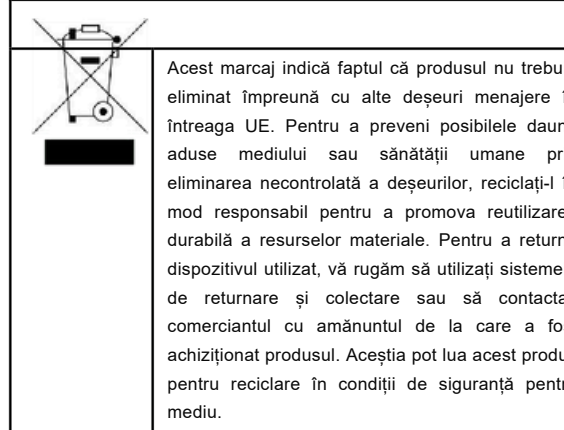 Acest marcaj indică faptul că produsul nu trebu
eliminat împreună cu alte deșeuri menajere î
întreaga UE. Pentru a preveni posibilele daun
aduse mediului sau sănătății umane pr
eliminarea necontrolată a deșeurilor, reciclați-l î
mod responsabil pentru a promova reutilizare
durabilă a resurselor materiale. Pentru a return
dispozitivul utilizat, vă rugăm să utilizați sisteme
de returnare și colectare sau să contacta
comerciantul cu amănuntul de la care a fo
achiziționat produsul. Aceștia pot lua acest produ
pentru reciclare în condiții de siguranță pentr
mediu.